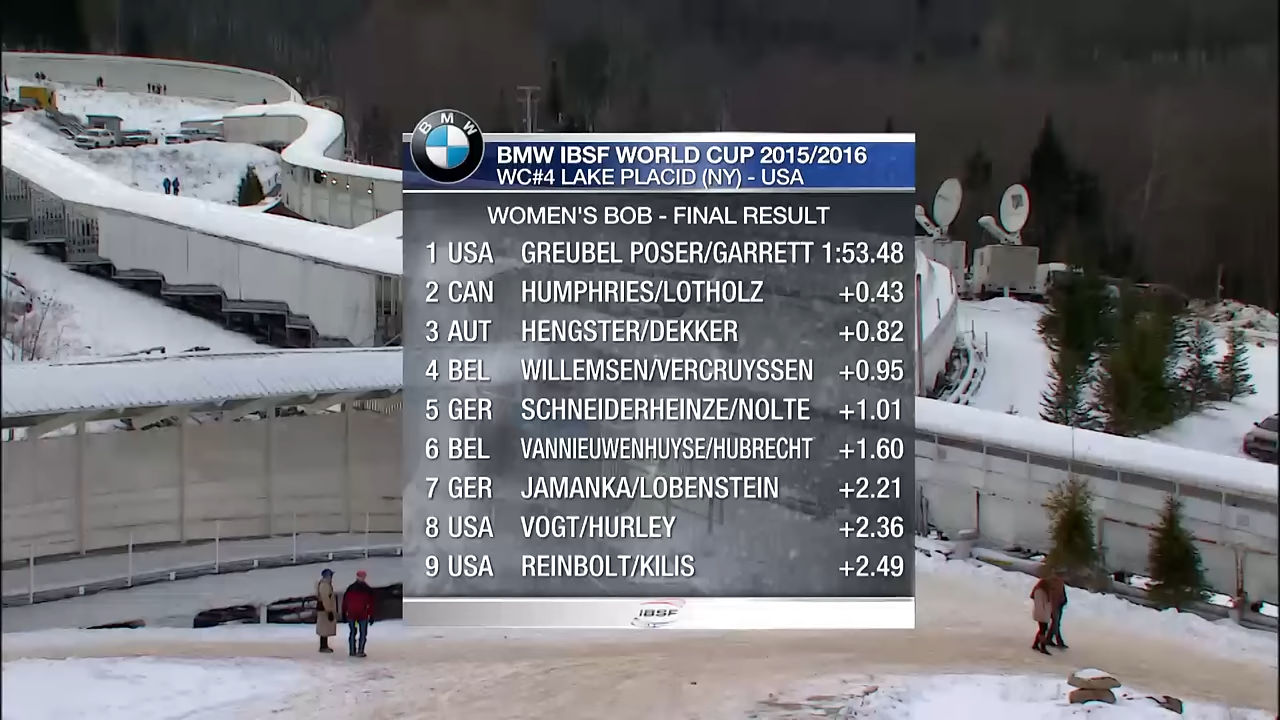 BMW
BMW IBSF WORLD CUP 2015/2016
WC#4 LAKE PLACID (NY) - USA
WOMEN'S BOB - FINAL RESULT
1 USA GREUBEL POSER/GARRETT 1:53.48
2 CAN HUMPHRIES/LOTHOLZ +0.43
3 AUT HENGSTER/DEKKER +0.82
4 BEL WILLEMSEN/VERCRUYSSEN +0.95
5 GER SCHNEIDERHEINZE/NOLTE +1.01
6 BEL VANNIEUWENHUYSE/HUBRECHT +1.60
7 GER JAMANKA/LOBENSTEIN +2.21
8 USA VOGT/HURLEY +2.36
9 USA REINBOLT/KILIS +2.49
IBSF